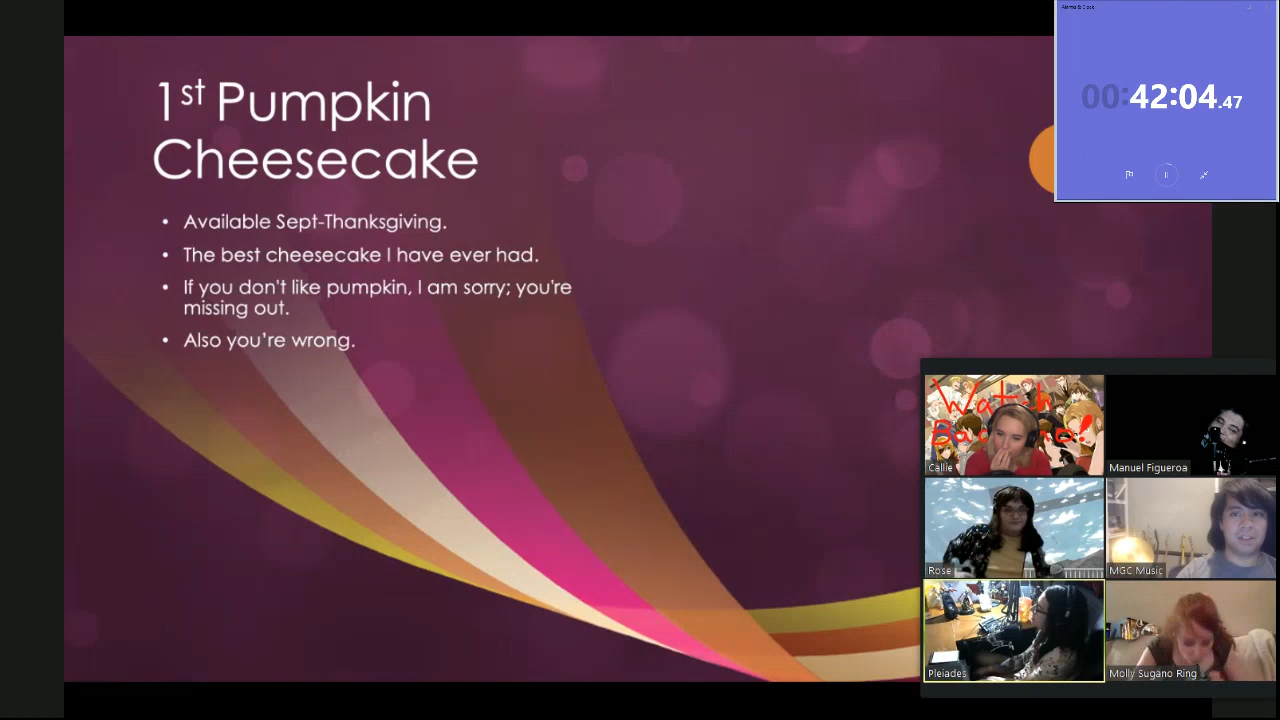 1st Pumpkin
Cheesecake
• Available Sept-Thanksgiving.
• The best cheesecake I have ever had.
• If you don't like pumpkin, I am sorry; you're
missing out.
• Also you're wrong.
Alarms & Clock
00:42:04.47
Callie
Manuel Figueroa
Rose
MGC Music
Pleiades
Molly Sugano Ring